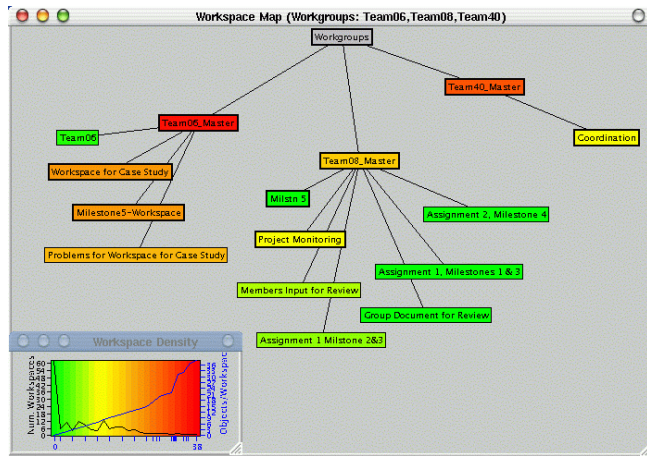 Workspace Map (Workgroups: Team06,Team08,Team40)
Workgroups
Team40_Master
Team06_Master
Team06
Coordination
Team08_Master
Workspace for Case Study
Milstn 5
Milestone5-Workspace
Assignment 2, Milestone 4
Project Monitoring
Problems for Workspace for Case Study
Assignment 1, Milestones 1 & 3
Members Input for Review
Group Document for Review
Assignment 1 Milstone 2&3
Workspace Density
Num. Workspaces
60
Objects/Workspace
0
38